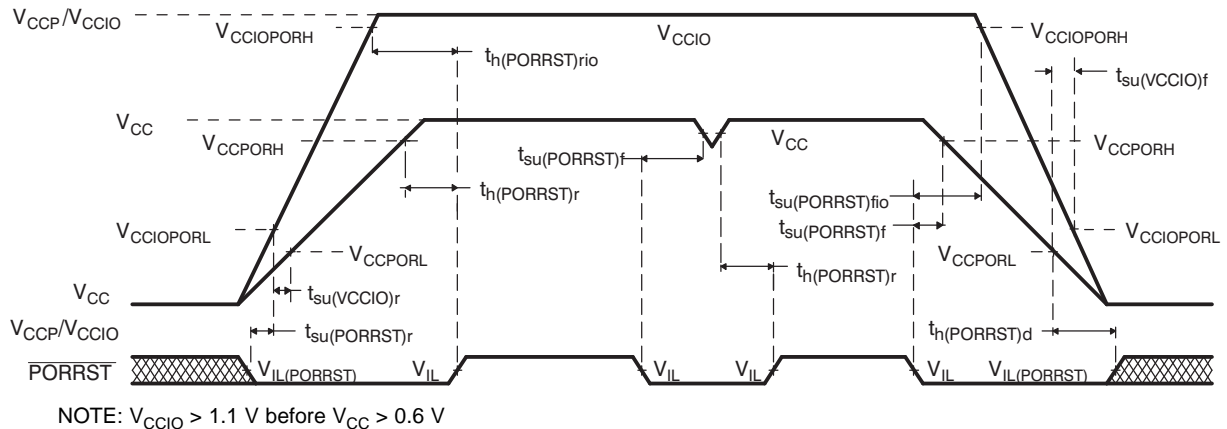 VCCP/VCCIO
VCCIOPORH
VCCIO
VCCIOPORH
th(PORRST)rio
tsu(VCCIO)f
VCC
VCCPORH
tsu(PORRST)f
VCC
VCCPORH
th(PORRST)r
tsu(PORRST)fio
VCCIOPORL
tsu(PORRST)f
VCCIOPORL
VCCPORL
VCCPORL
th(PORRST)r
VCC
tsu(VCCIO)r
VCCP/VCCIO
tsu(PORRST)r
th(PORRST)d
PORRST
VIL(PORRST)
VIL
VIL
VIL
VIL
VIL(PORRST)
NOTE: VCCIO > 1.1 V before VCC > 0.6 V